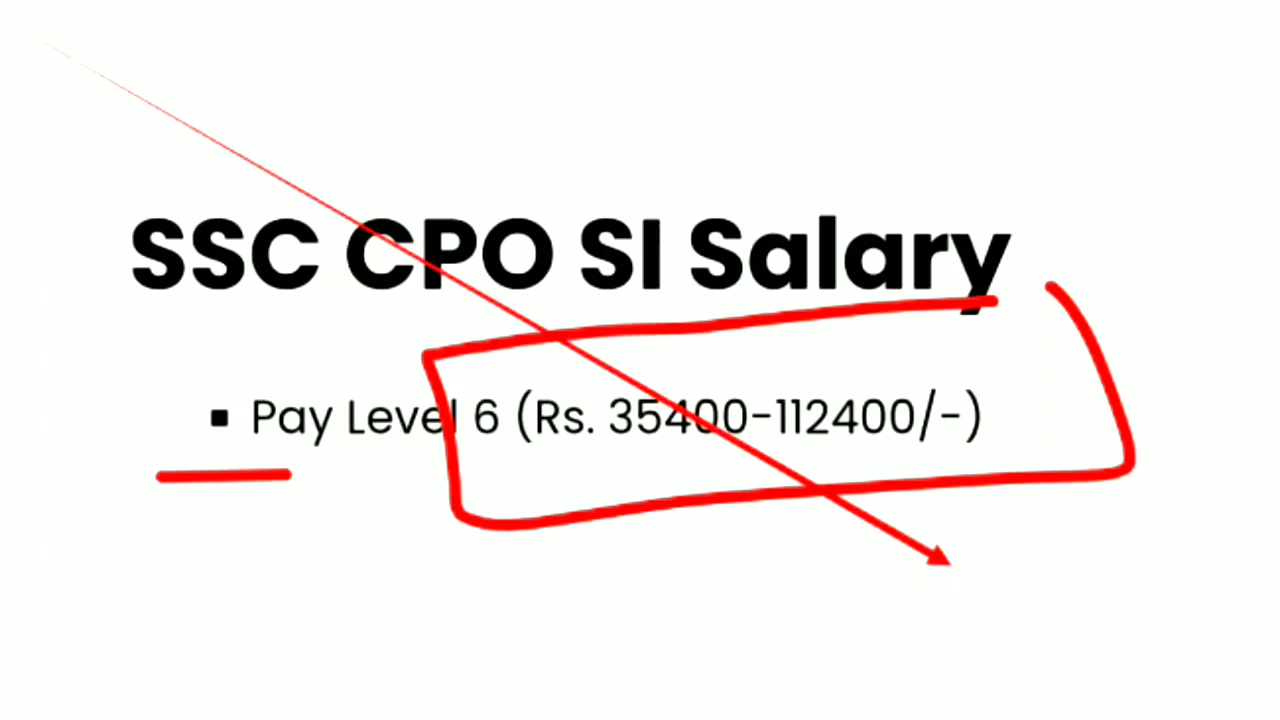 SSC CPO SI Salary
▪ Pay Level 6 (Rs. 35400-112400/-)